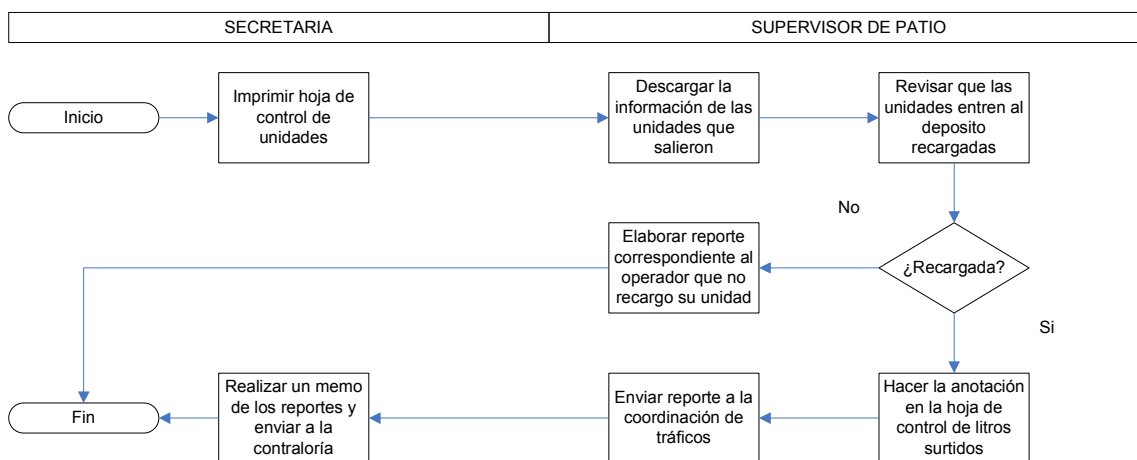 SECRETARIA
SUPERVISOR DE PATIO
Inicio
Imprimir hoja de
control de
unidades
Descargar la
información de las
unidades que
salieron
Revisar que las
unidades entren al
deposito
recargadas
No
¿Recargada?
Elaborar reporte
correspondiente al
operador que no
recargo su unidad
Si
Hacer la anotación
en la hoja de
control de litros
surtidos
Enviar reporte a la
coordinación de
tráficos
Realizar un memo
de los reportes y
enviar a la
contraloría
Fin